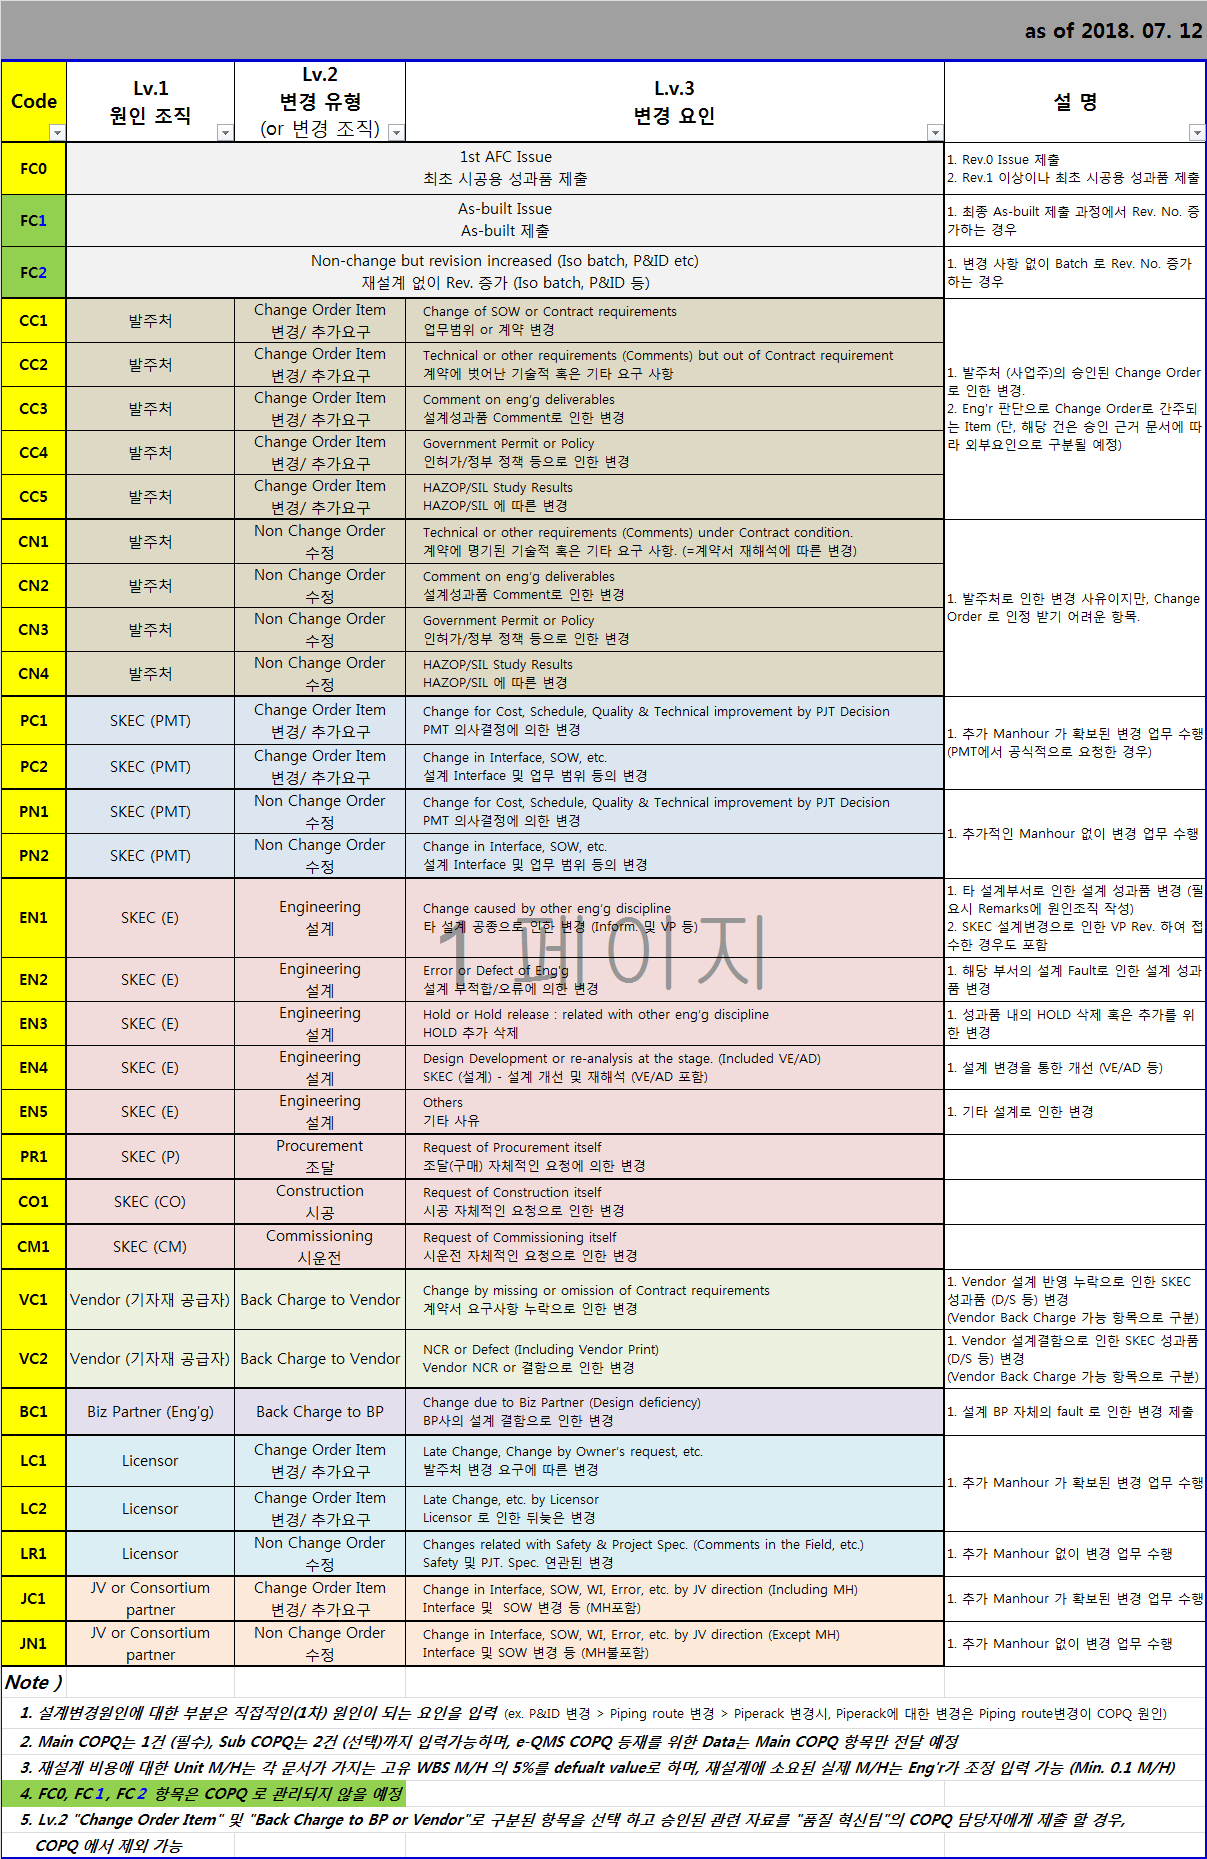 as of 2018. 07. 12
Code
Lv.1
원인 조직
Lv.2
변경 유형
(or 변경 조직)
L.v.3
변경 요인
설 명
FC0
1st AFC Issue
최초 시공용 성과품 제출
1. Rev.0 Issue 제출
2. Rev.1 이상이나 최초 시공용 성과품 제출
FC1
As-built Issue
As-built 제출
1. 최종 As-built 제출 과정에서 Rev. No. 증
가하는 경우
FC2
Non-change but revision increased (Iso batch, P&ID etc)
재설계 없이 Rev. 증가 (Iso batch, P&ID 등)
1. 변경 사항 없이 Batch 로 Rev. No. 증가
하는 경우
CC1
발주처
Change Order Item
변경/ 추가요구
Change of SOW or Contract requirements
업무범위 or 계약 변경
CC2
발주처
Change Order Item
변경/ 추가요구
Technical or other requirements (Comments) but out of Contract requirement
계약에 벗어난 기술적 혹은 기타 요구 사항
CC3
발주처
Change Order Item
변경/ 추가요구
Comment on eng'g deliverables
설계성과품 Comment로 인한 변경
CC4
발주처
Change Order Item
변경/ 추가요구
Government Permit or Policy
인허가/정부 정책 등으로 인한 변경
CC5
발주처
Change Order Item
변경/ 추가요구
HAZOP/SIL Study Results
HAZOP/SIL 에 따른 변경
1. 발주처 (사업주)의 승인된 Change Order
로 인한 변경.
2. Eng'r 판단으로 Change Order로 간주되
는 Item (단, 해당 건은 승인 근거 문서에 따
라 외부요인으로 구분될 예정)
CN1
발주처
Non Change Order
수정
Technical or other requirements (Comments) under Contract condition.
계약에 명기된 기술적 혹은 기타 요구 사항. (=계약서 재해석에 따른 변경)
CN2
발주처
Non Change Order
수정
Comment on eng'g deliverables
설계성과품 Comment로 인한 변경
CN3
발주처
Non Change Order
수정
Government Permit or Policy
인허가/정부 정책 등으로 인한 변경
CN4
발주처
Non Change Order
수정
HAZOP/SIL Study Results
HAZOP/SIL 에 따른 변경
1. 발주처로 인한 변경 사유이지만, Change
Order 로 인정 받기 어려운 항목.
PC1
SKEC (PMT)
Change Order Item
변경/ 추가요구
Change for Cost, Schedule, Quality & Technical improvement by PJT Decision
PMT 의사결정에 의한 변경
PC2
SKEC (PMT)
Change Order Item
변경/ 추가요구
Change in Interface, SOW, etc.
설계 Interface 및 업무 범위 등의 변경
1. 추가 Manhour 가 확보된 변경 업무 수행
(PMT에서 공식적으로 요청한 경우)
PN1
SKEC (PMT)
Non Change Order
수정
Change for Cost, Schedule, Quality & Technical improvement by PJT Decision
PMT 의사결정에 의한 변경
PN2
SKEC (PMT)
Non Change Order
수정
Change in Interface, SOW, etc.
설계 Interface 및 업무 범위 등의 변경
1. 추가적인 Manhour 없이 변경 업무 수행
EN1
SKEC (E)
Engineering
설계
Change caused by other eng'g discipline
타 설계 공종으로 인한 변경 (Inform. 및 VP 등)
1. 타 설계부서로 인한 설계 성과품 변경 (필
요시 Remarks에 원인조직 작성)
2. SKEC 설계변경으로 인한 VP Rev. 하여 접
수한 경우도 포함
1 페이지
EN2
SKEC (E)
Engineering
설계
Error or Defect of Eng'g
설계 부적합/오류에 의한 변경
1. 해당 부서의 설계 Fault로 인한 설계 성과
품 변경
EN3
SKEC (E)
Engineering
설계
Hold or Hold release : related with other eng'g discipline
HOLD 추가 삭제
1. 성과품 내의 HOLD 삭제 혹은 추가를 위
한 변경
EN4
SKEC (E)
Engineering
설계
Design Development or re-analysis at the stage. (Included VE/AD)
SKEC (설계) - 설계 개선 및 재해석 (VE/AD 포함)
1. 설계 변경을 통한 개선 (VE/AD 등)
EN5
SKEC (E)
Engineering
설계
Others
기타 사유
1. 기타 설계로 인한 변경
PR1
SKEC (P)
Procurement
조달
Request of Procurement itself
조달(구매) 자체적인 요청에 의한 변경
CO1
SKEC (CO)
Construction
시공
Request of Construction itself
시공 자체적인 요청으로 인한 변경
CM1
SKEC (CM)
Commissioning
시운전
Request of Commissioning itself
시운전 자체적인 요청으로 인한 변경
VC1
Vendor (기자재 공급자)
Back Charge to Vendor
Change by missing or omission of Contract requirements
계약서 요구사항 누락으로 인한 변경
1. Vendor 설계 반영 누락으로 인한 SKEC
성과품 (D/S 등) 변경
(Vendor Back Charge 가능 항목으로 구분)
VC2
Vendor (기자재 공급자)
Back Charge to Vendor
NCR or Defect (Including Vendor Print)
Vendor NCR or 결함으로 인한 변경
1. Vendor 설계결함으로 인한 SKEC 성과품
(D/S 등) 변경
(Vendor Back Charge 가능 항목으로 구분)
BC1
Biz Partner (Eng'g)
Back Charge to BP
Change due to Biz Partner (Design deficiency)
BP사의 설계 결함으로 인한 변경
1. 설계 BP 자체의 fault 로 인한 변경 제출
LC1
Licensor
Change Order Item
변경/ 추가요구
Late Change, Change by Owner's request, etc.
발주처 변경 요구에 따른 변경
LC2
Licensor
Change Order Item
변경/ 추가요구
Late Change, etc. by Licensor
Licensor 로 인한 뒤늦은 변경
1. 추가 Manhour 가 확보된 변경 업무 수행
LR1
Licensor
Non Change Order
수정
Changes related with Safety & Project Spec. (Comments in the Field, etc.)
Safety 및 PJT. Spec. 연관된 변경
1. 추가 Manhour 없이 변경 업무 수행
JC1
JV or Consortium
partner
Change Order Item
변경/ 추가요구
Change in Interface, SOW, WI, Error, etc. by JV direction (Including MH)
Interface 및 SOW 변경 등 (MH포함)
1. 추가 Manhour 가 확보된 변경 업무 수행
JN1
JV or Consortium
partner
Non Change Order
수정
Change in Interface, SOW, WI, Error, etc. by JV direction (Except MH)
Interface 및 SOW 변경 등 (MH불포함)
1. 추가 Manhour 없이 변경 업무 수행
Note )
1. 설계변경원인에 대한 부분은 직접적인(1차) 원인이 되는 요인을 입력 (ex. P&ID 변경 > Piping route 변경 > Piperack 변경시, Piperack에 대한 변경은 Piping route변경이 COPQ 원인)
2. Main COPQ는 1건 (필수), Sub COPQ는 2건 (선택)까지 입력가능하며, e-QMS COPQ 등재를 위한 Data는 Main COPQ 항목만 전달 예정
3. 재설계 비용에 대한 Unit M/H는 각 문서가 가지는 고유 WBS M/H 의 5%를 defualt value로 하며, 재설계에 소요된 실제 M/H는 Eng'r가 조정 입력 가능 (Min. 0.1 M/H)
4. FC0, FC1, FC2 항목은 COPQ 로 관리되지 않을 예정
5. Lv.2 "Change Order Item" 및 "Back Charge to BP or Vendor"로 구분된 항목을 선택 하고 승인된 관련 자료를 "품질 혁신팀"의 COPQ 담당자에게 제출 할 경우,
COPQ 에서 제외 가능